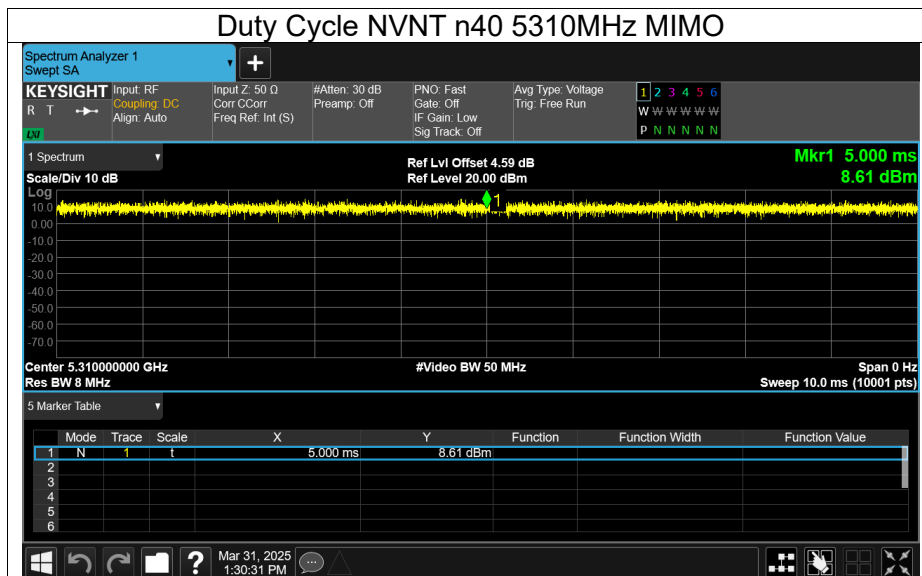 Duty Cycle NVNT n40 5310MHz MIMO
Spectrum Analyzer 1
Swept SA
KEYSIGHT Input: RF Input Z: 50 Ω #Atten: 30 dB PNO: Fast Avg Type: Voltage 1 2 3 4 5 6
R T Coupling: DC Corr CCorr Preamp: Off Gate: Off Trig: Free Run W W W W W W
Align: Auto Freq Ref: Int (S) IF Gain: Low
LXI Sig Track: Off P N N N N N
1 Spectrum Ref Lvl Offset 4.59 dB Mkr1 5.000 ms
Scale/Div 10 dB Ref Level 20.00 dBm 8.61 dBm
Log
10.0
1
0.00
-10.0
-20.0
-30.0
-40.0
-50.0
-60.0
-70.0
Center 5.310000000 GHz #Video BW 50 MHz Span 0 Hz
Res BW 8 MHz Sweep 10.0 ms (10001 pts)
5 Marker Table
Mode Trace Scale X Y Function Function Width Function Value
1 N 1 t 5.000 ms 8.61 dBm
2
3
4
5
6
? Mar 31, 2025
1:30:31 PM